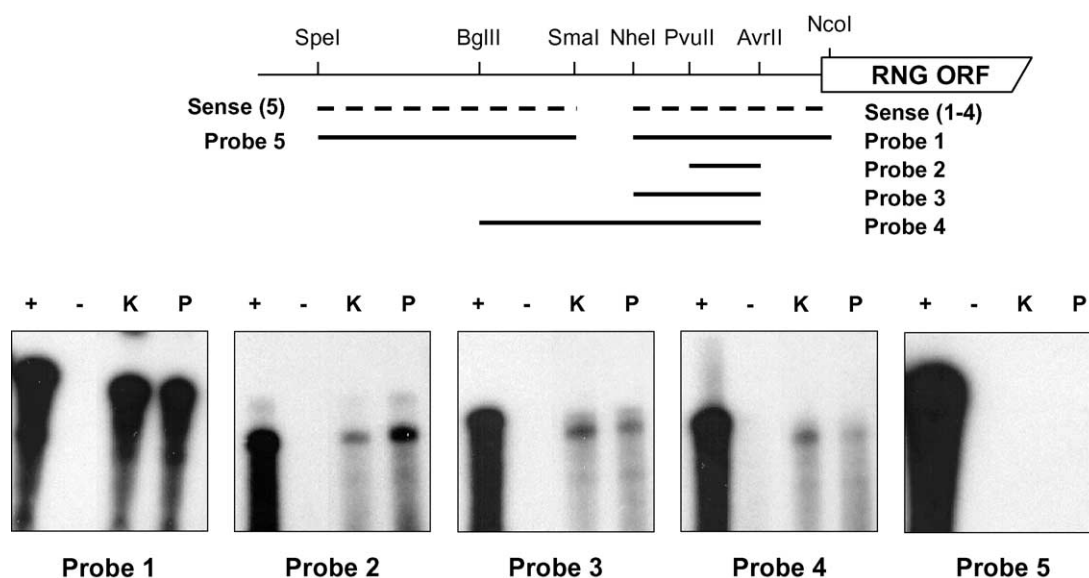 NcoI
SpeI BglII SmaI NheI PvuII AvrII
RNG ORF
Sense (5) Sense (1-4)
Probe 5 Probe 1
Probe 2
Probe 3
Probe 4
+ - K P + - K P + - K P + - K P + - K P
Probe 1 Probe 2 Probe 3 Probe 4 Probe 5